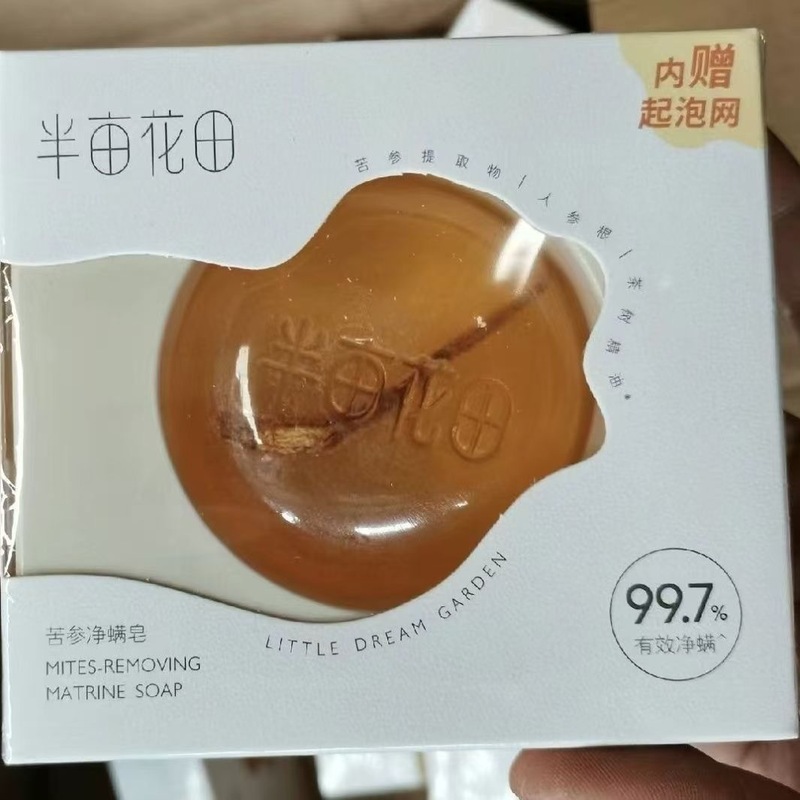 半亩花田
内赠
起泡网
苦参提取物 | 人参根 | 茶树精油*
半亩花田
LITTLE DREAM GARDEN
苦参净螨皂
MITES-REMOVING
MATRINE SOAP
99.7%
有效净螨^